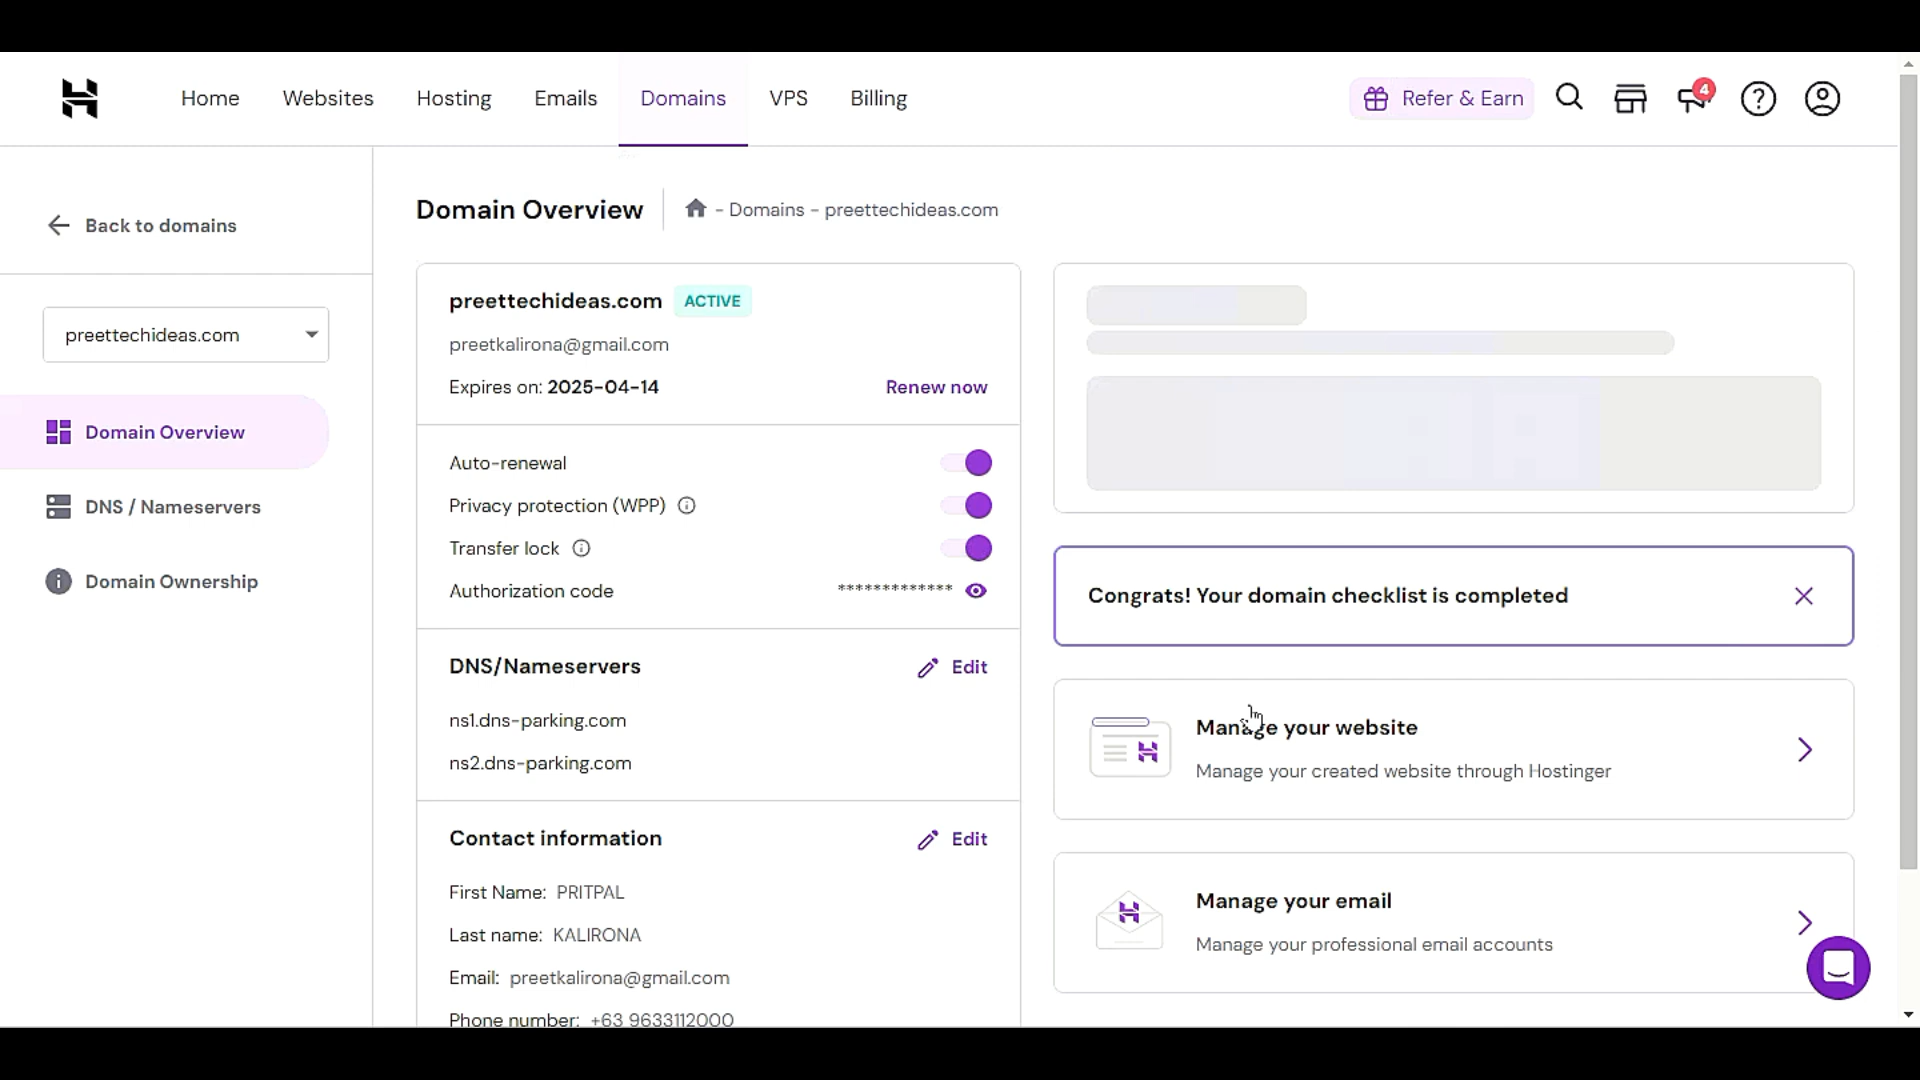 Home Websites Hosting Emails Domains VPS Billing Refer & Earn 4
Back to domains
preettechideas.com
Domain Overview
DNS / Nameservers
Domain Ownership
Domain Overview - Domains - preettechideas.com
preettechideas.com ACTIVE
preetkalirona@gmail.com
Expires on: 2025-04-14 Renew now
Auto-renewal
Privacy protection (WPP)
Transfer lock
Authorization code *************
DNS/Nameservers Edit
ns1.dns-parking.com
ns2.dns-parking.com
Contact information Edit
First Name: PRITPAL
Last name: KALIRONA
Email: preetkalirona@gmail.com
Phone number: +63 9633112000
Congrats! Your domain checklist is completed
Manage your website
Manage your created website through Hostinger
Manage your email
Manage your professional email accounts